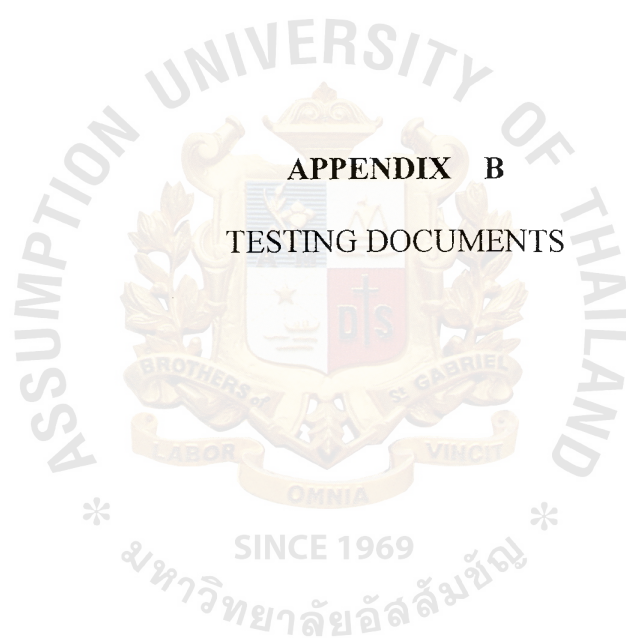 ASSUMPTION UNIVERSITY OF THAILAND
APPENDIX B
TESTING DOCUMENTS
DS
BROTHERS of St GABRIEL
LABOR OMNIA VINCIT
* SINCE 1969 *
มหาวิทยาลัยอัสสัมชัญ